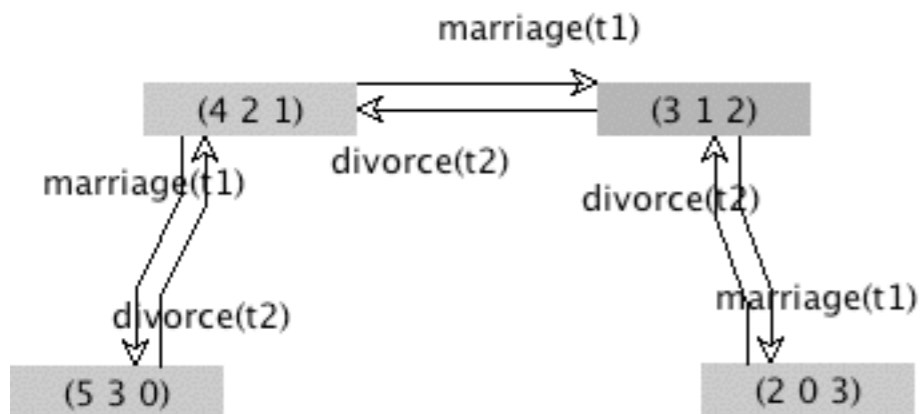 marriage(t1)
(4 2 1)
(3 1 2)
divorce(t2)
marriage(t1)
divorce(t2)
marriage(t1)
divorce(t2)
(5 3 0)
(2 0 3)